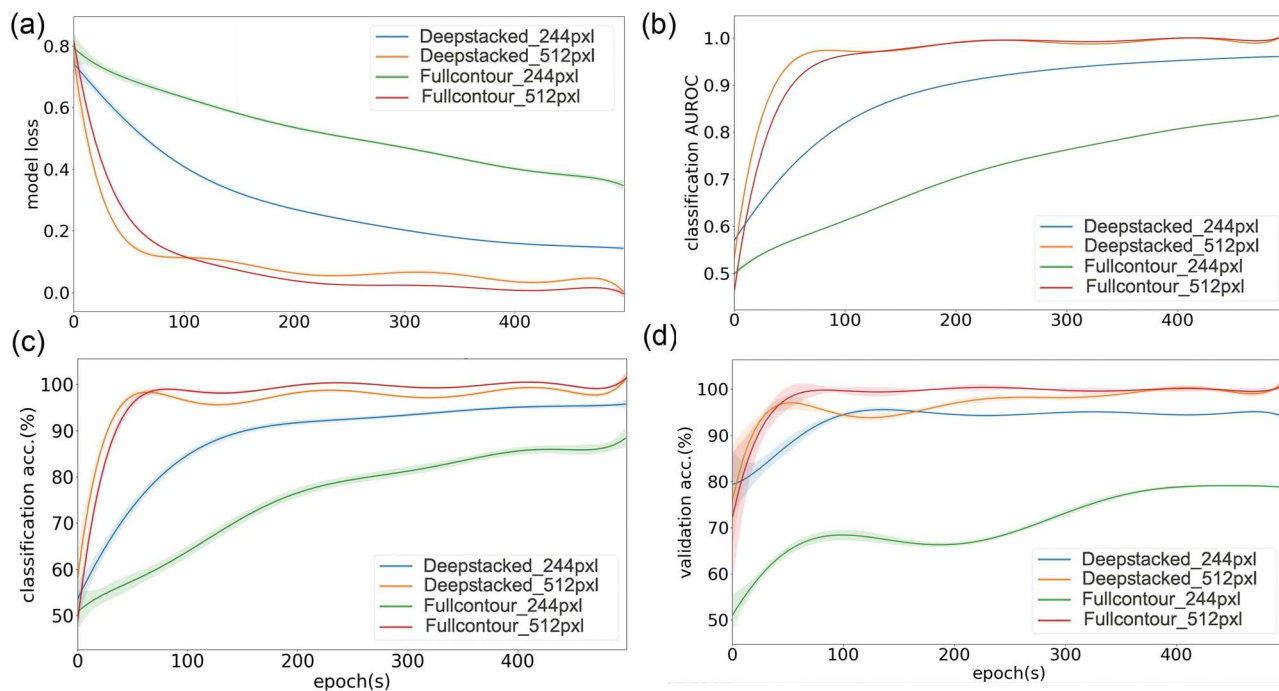 (a)
model loss
0.8
0.6
0.4
0.2
0.0
0 100 200 300 400
Deepstacked_244pxl
Deepstacked_512pxl
Fullcontour_244pxl
Fullcontour_512pxl
(b)
classification AUROC
1.0
0.9
0.8
0.7
0.6
0.5
0 100 200 300 400
Deepstacked_244pxl
Deepstacked_512pxl
Fullcontour_244pxl
Fullcontour_512pxl
(c)
classification acc.(%)
100
90
80
70
60
50
0 100 200 300 400
epoch(s)
Deepstacked_244pxl
Deepstacked_512pxl
Fullcontour_244pxl
Fullcontour_512pxl
(d)
validation acc.(%)
100
90
80
70
60
50
0 100 200 300 400
epoch(s)
Deepstacked_244pxl
Deepstacked_512pxl
Fullcontour_244pxl
Fullcontour_512pxl